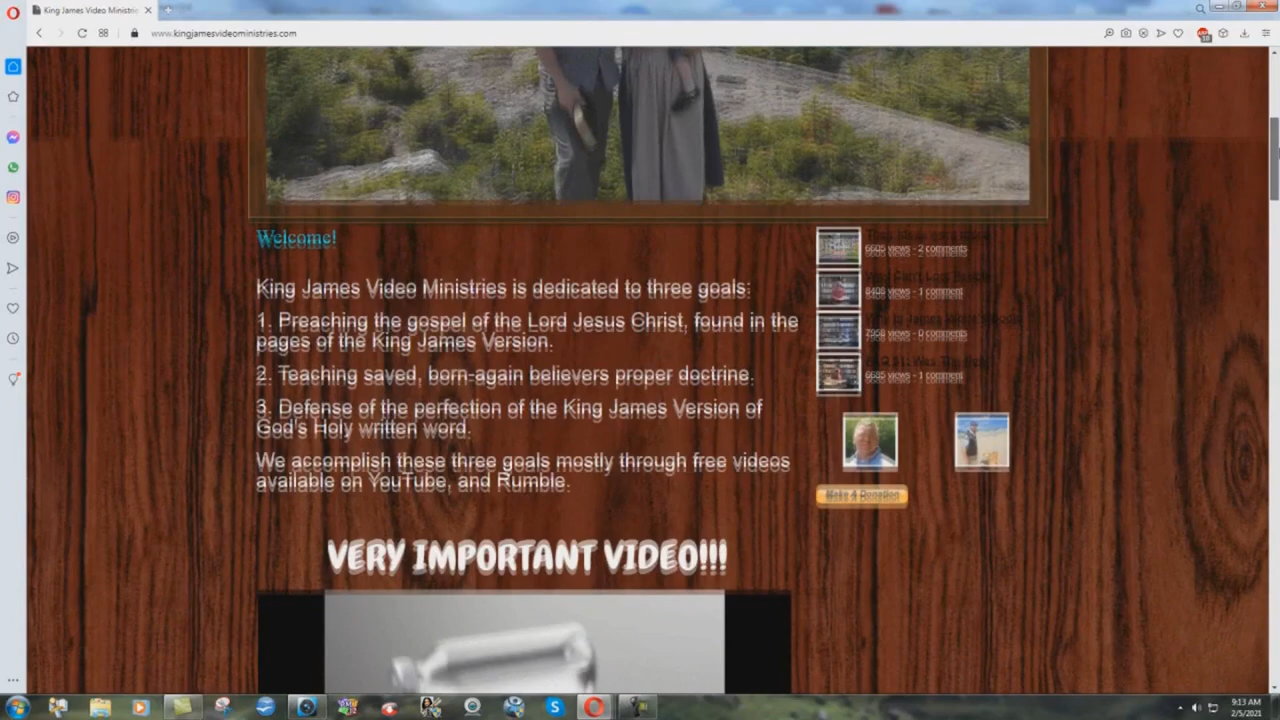 King James Video Ministrie
www.kingjamesvideoministries.com
Welcome!
King James Video Ministries is dedicated to three goals:
1. Preaching the gospel of the Lord Jesus Christ, found in the
pages of the King James Version.
2. Teaching saved, born-again believers proper doctrine.
3. Defense of the perfection of the King James Version of
God's Holy written word.
We accomplish these three goals mostly through free videos
available on YouTube, and Rumble.
VERY IMPORTANT VIDEO!!!
6605 views - 2 comments
8408 views - 1 comment
7958 views - 0 comments
6685 views - 1 comment
Make A Donation
9:13 AM
2/5/2021